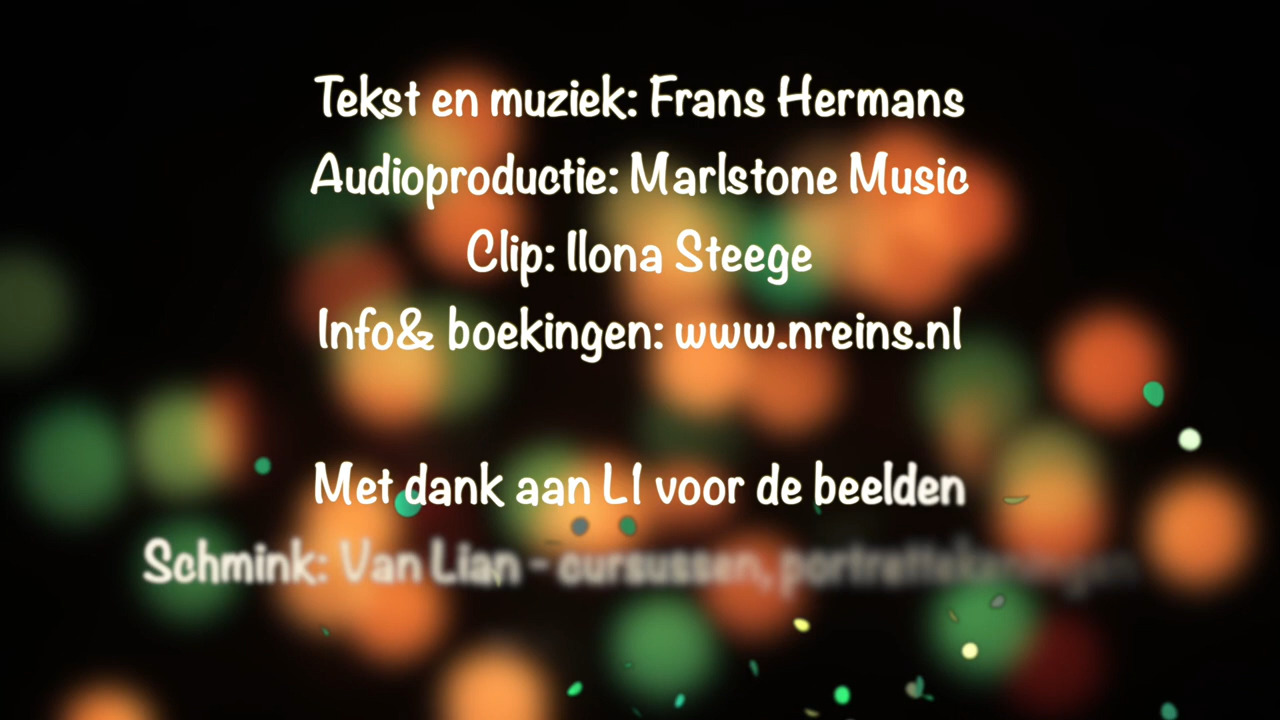 Tekst en muziek: Frans Hermans
Audioproductie: Marlstone Music
Clip: Ilona Steege
Info& boekingen: www.nreins.nl
Met dank aan L1 voor de beelden
Schmink: Van Lian - cursussen, portrettekeningen